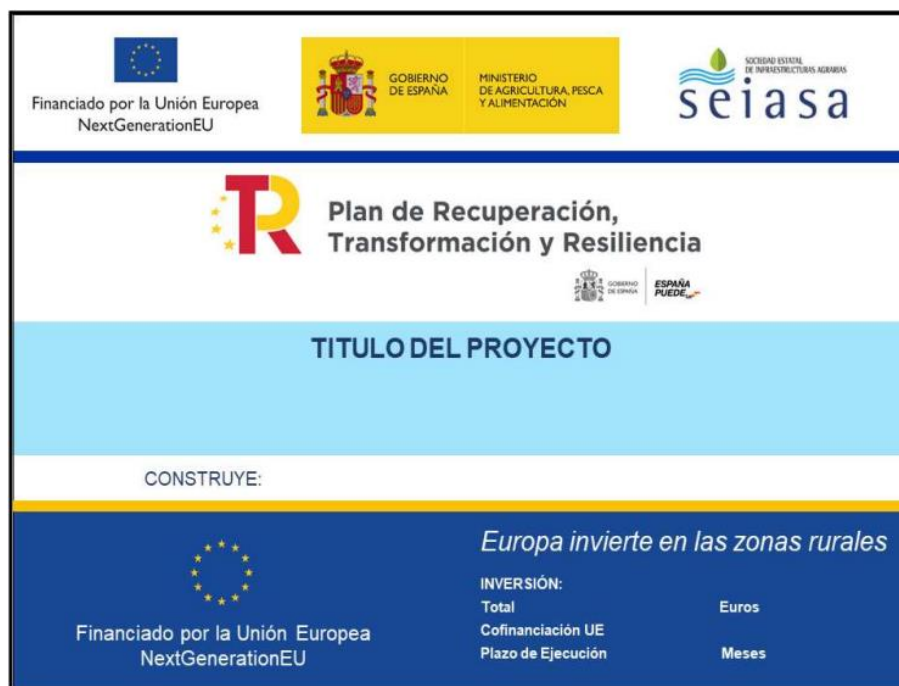 Financiado por la Unión Europea
NextGenerationEU
GOBIERNO
DE ESPAÑA
MINISTERIO
DE AGRICULTURA, PESCA
Y ALIMENTACIÓN
SOCIEDAD ESTATAL
DE INFRAESTRUCTURAS AGRARIAS
seiasa
TR
Plan de Recuperación,
Transformación y Resiliencia
GOBIERNO
DE ESPAÑA
ESPAÑA
PUEDE
TITULO DEL PROYECTO
CONSTRUYE:
Financiado por la Unión Europea
NextGenerationEU
Europa invierte en las zonas rurales
INVERSIÓN:
Total Euros
Cofinanciación UE
Plazo de Ejecución Meses